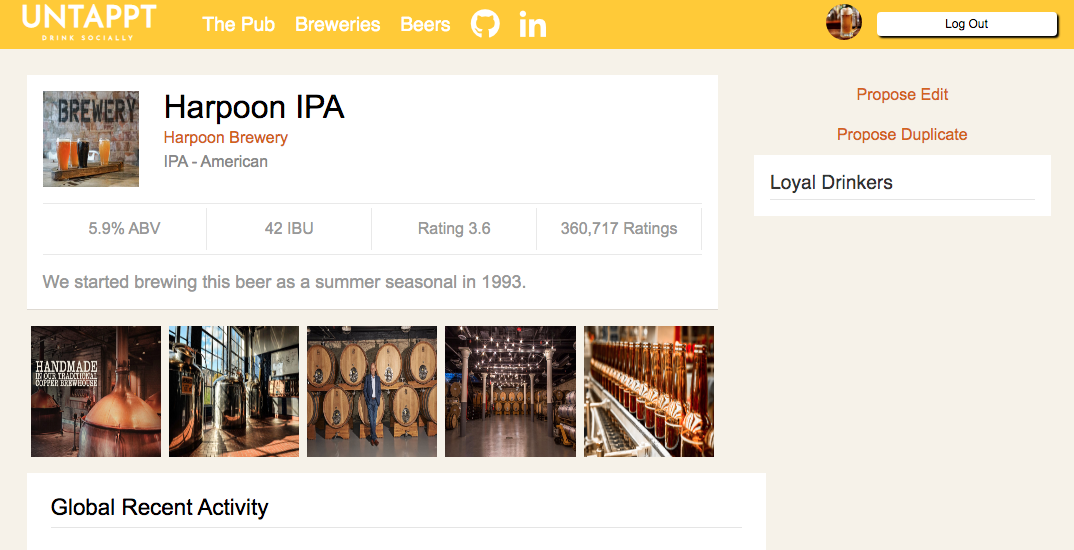 UNTAPPT
DRINK SOCIALLY
The Pub Breweries Beers in Log Out
BREWERY
Harpoon IPA
Harpoon Brewery
IPA - American
5.9% ABV 42 IBU Rating 3.6 360,717 Ratings
We started brewing this beer as a summer seasonal in 1993.
Propose Edit
Propose Duplicate
Loyal Drinkers
HANDMADE
IN OUR TRADITIONAL
COPPER BREWHOUSE
Global Recent Activity